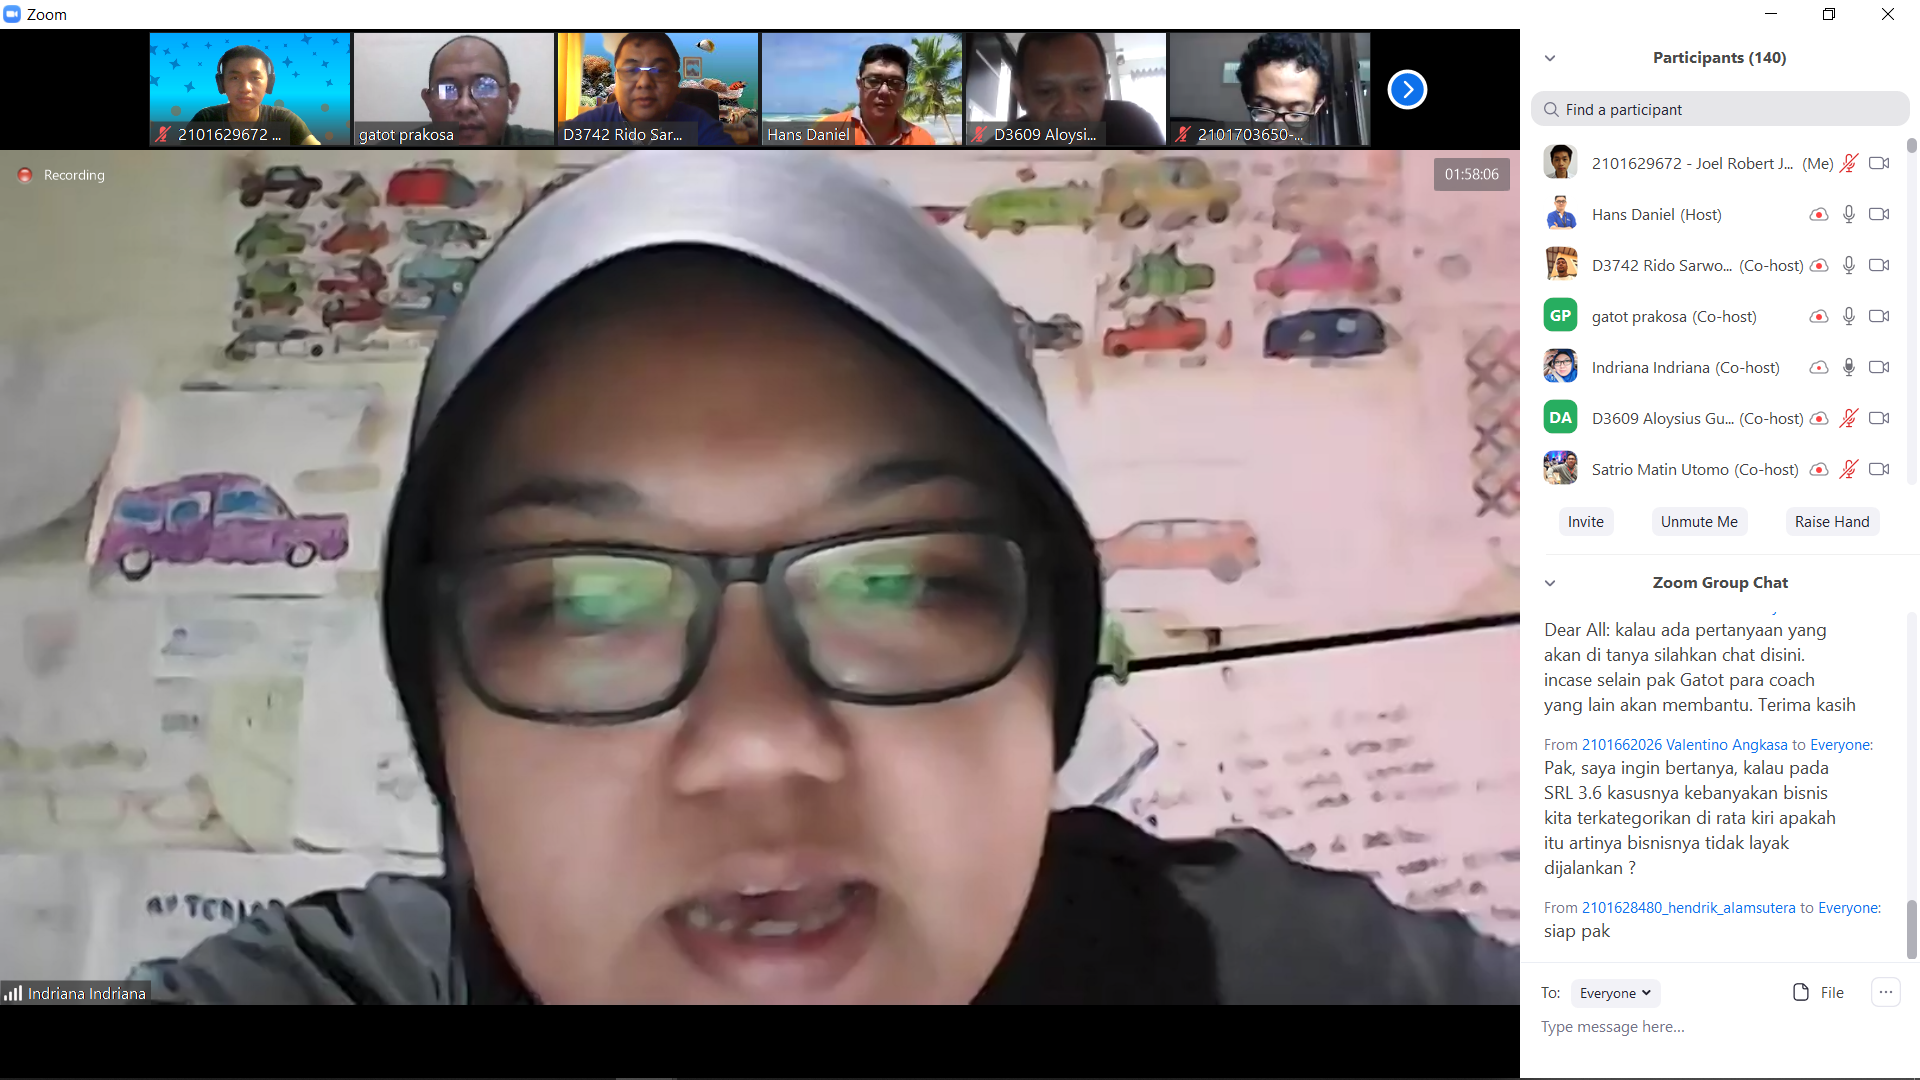 Zoom
2101629672 ...
gatot prakosa
D3742 Rido Sar...
Hans Daniel
D3609 Aloysi...
2101703650-...
Recording
01:58:06
Indriana Indriana
Participants (140)
Find a participant
2101629672 - Joel Robert J... (Me)
Hans Daniel (Host)
D3742 Rido Sarwo... (Co-host)
GP
gatot prakosa (Co-host)
Indriana Indriana (Co-host)
DA
D3609 Aloysius Gu... (Co-host)
Satrio Matin Utomo (Co-host)
Invite
Unmute Me
Raise Hand
Zoom Group Chat
Dear All: kalau ada pertanyaan yang
akan di tanya silahkan chat disini.
incase selain pak Gatot para coach
yang lain akan membantu. Terima kasih
From 2101662026 Valentino Angkasa to Everyone:
Pak, saya ingin bertanya, kalau pada
SRL 3.6 kasusnya kebanyakan bisnis
kita terkategorikan di rata kiri apakah
itu artinya bisnisnya tidak layak
dijalankan ?
From 2101628480_hendrik_alamsutera to Everyone:
siap pak
To: Everyone
File
Type message here...